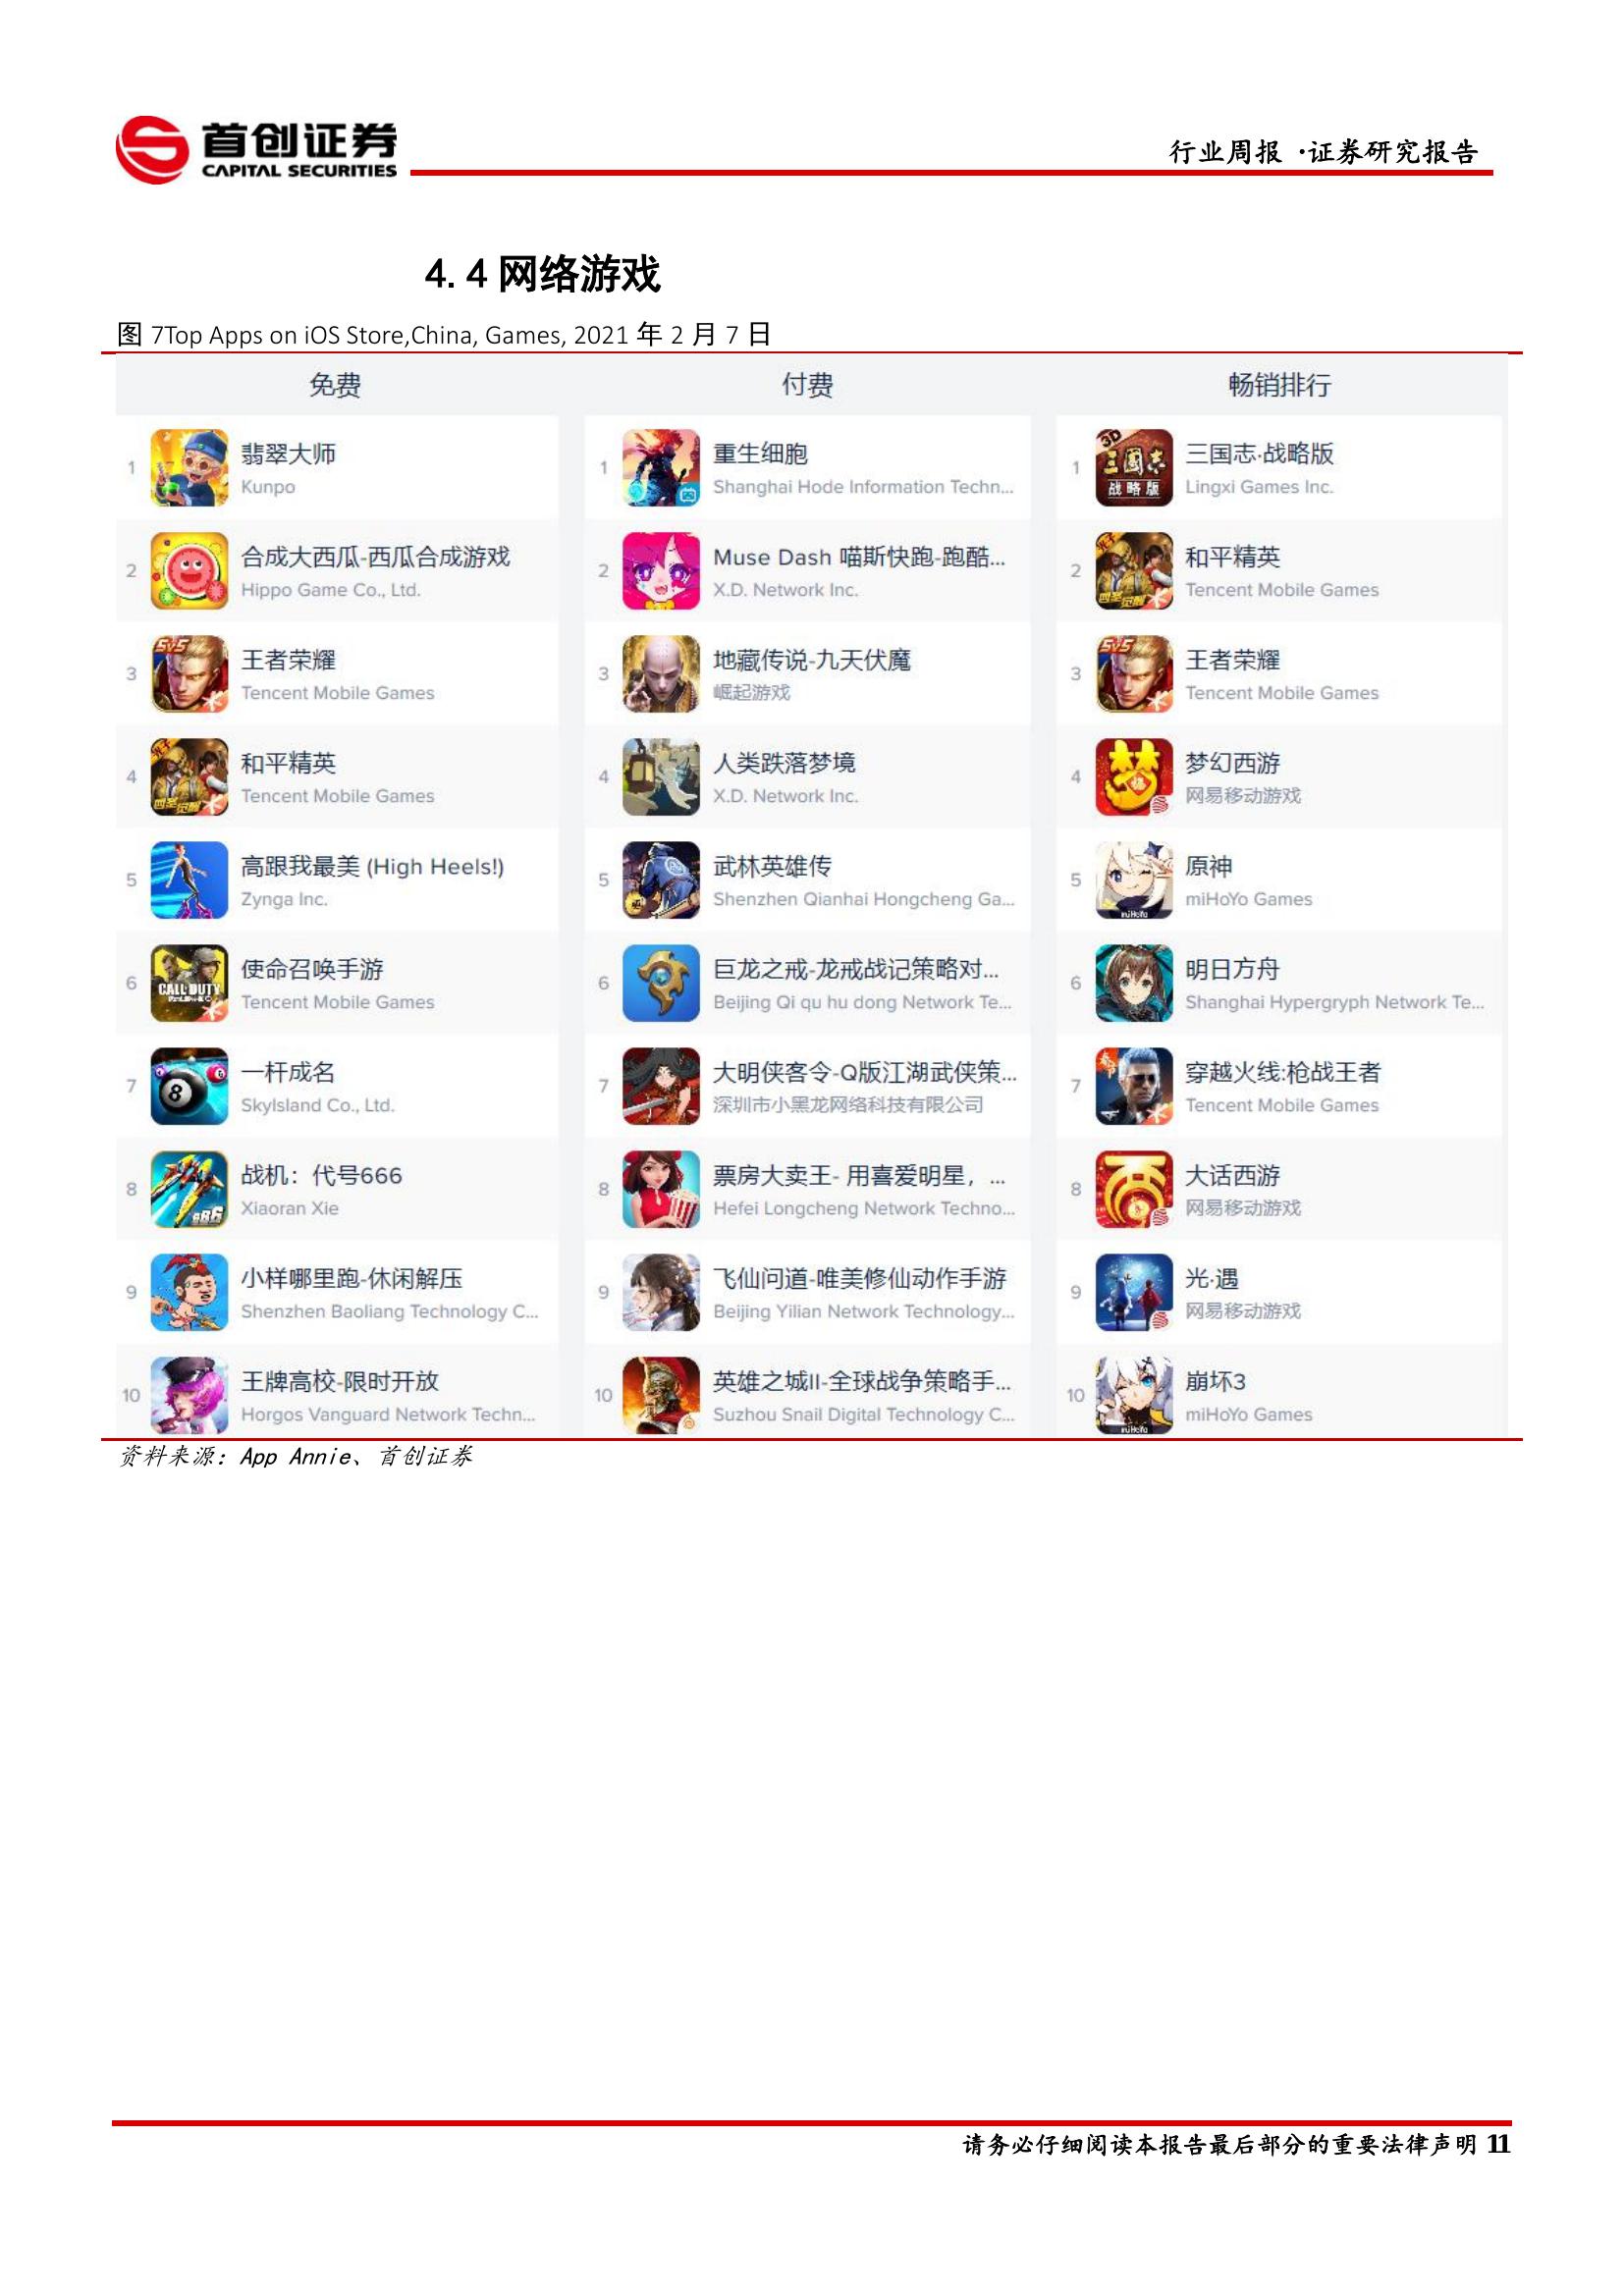 首创证券
CAPITAL SECURITIES
行业周报 ·证券研究报告
4.4 网络游戏
图 7Top Apps on iOS Store,China, Games, 2021 年 2 月 7 日
免费
1
翡翠大师
Kunpo
2
合成大西瓜-西瓜合成游戏
Hippo Game Co., Ltd.
3
5v5
王者荣耀
Tencent Mobile Games
4
和平精英
Tencent Mobile Games
5
高跟我最美 (High Heels!)
Zynga Inc.
6
CALL DUTY
使命召唤手游
Tencent Mobile Games
7
8
一杆成名
SkyIsland Co., Ltd.
8
666
战机：代号666
Xiaoran Xie
9
小样哪里跑-休闲解压
Shenzhen Baoliang Technology C...
10
王牌高校-限时开放
Horgos Vanguard Network Techn...
付费
1
重生细胞
Shanghai Hode Information Techn...
2
Muse Dash 喵斯快跑-跑酷...
X.D. Network Inc.
3
地藏传说-九天伏魔
崛起游戏
4
人类跌落梦境
X.D. Network Inc.
5
武林英雄传
Shenzhen Qianhai Hongcheng Ga...
6
巨龙之戒-龙戒战记策略对...
Beijing Qi qu hu dong Network Te...
7
大明侠客令-Q版江湖武侠策...
深圳市小黑龙网络科技有限公司
8
票房大卖王- 用喜爱明星，...
Hefei Longcheng Network Techno...
9
飞仙问道-唯美修仙动作手游
Beijing Yilian Network Technology...
10
英雄之城II-全球战争策略手...
Suzhou Snail Digital Technology C...
畅销排行
1
3D
三國志
战略版
三国志·战略版
Lingxi Games Inc.
2
和平精英
Tencent Mobile Games
3
5v5
王者荣耀
Tencent Mobile Games
4
梦
梦幻西游
网易移动游戏
5
miHoYo
原神
miHoYo Games
6
明日方舟
Shanghai Hypergryph Network Te...
7
穿越火线:枪战王者
Tencent Mobile Games
8
大话西游
网易移动游戏
9
光·遇
网易移动游戏
10
miHoYo
崩坏3
miHoYo Games
资料来源：App Annie、首创证券
请务必仔细阅读本报告最后部分的重要法律声明 11